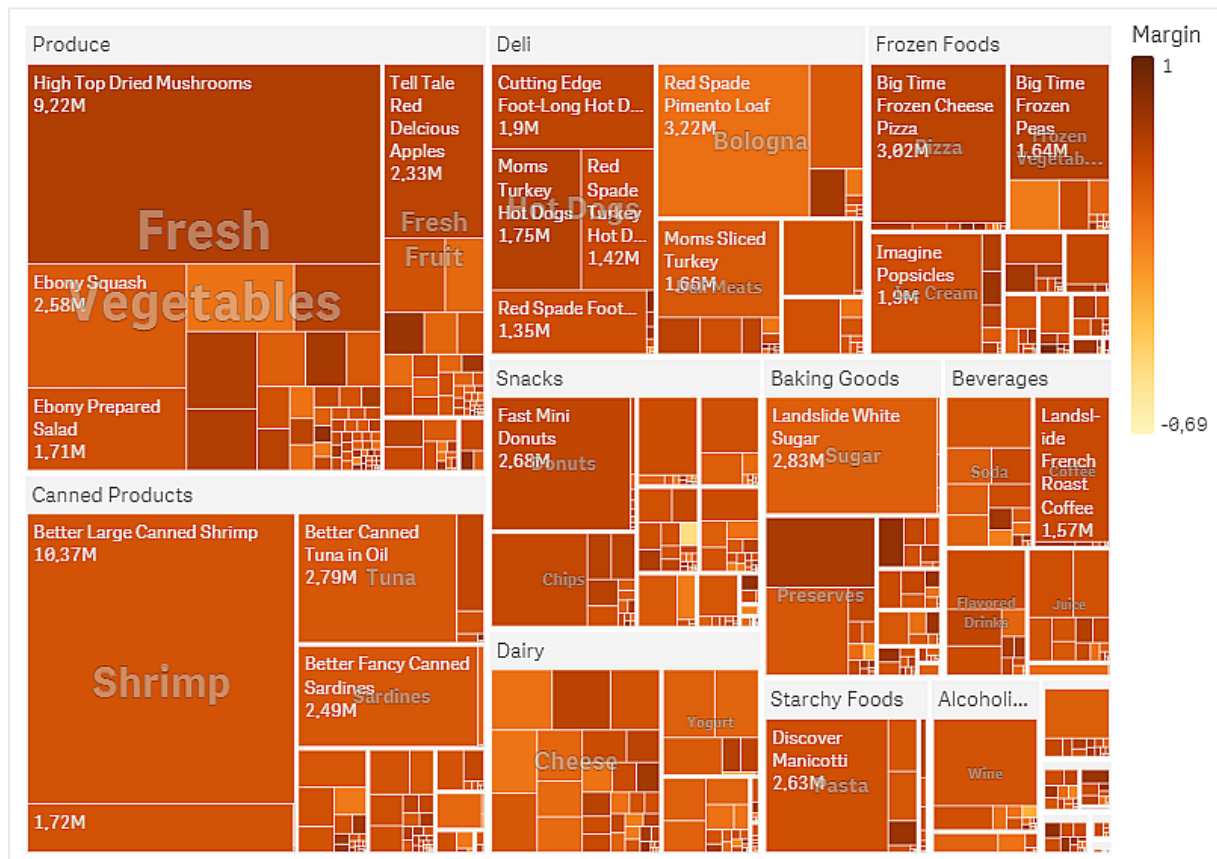 Produce
High Top Dried Mushrooms
9,22M
Fresh
Vegetables
Tell Tale
Red
Delcious
Apples
2,33M
Fresh
Fruit
Ebony Squash
2,58M
Ebony Prepared
Salad
1,71M
Canned Products
Better Large Canned Shrimp
10,37M
Shrimp
1,72M
Better Canned
Tuna in Oil
2,79M
Tuna
Better Fancy Canned
Sardines
2,49M
Sardines
Deli
Cutting Edge
Foot-Long Hot D...
1,9M
Moms
Turkey
Hot Dogs
1,75M
Red
Spade
Turkey
Hot D...
1,42M
Hot Dogs
Red Spade Foot...
1,35M
Red Spade
Pimento Loaf
3,22M
Bologna
Moms Sliced
Turkey
1,66M
Deli Meats
Frozen Foods
Big Time
Frozen Cheese
Pizza
3,02M
Pizza
Big Time
Frozen
Peas
1,64M
Frozen
Vegetab...
Imagine
Popsicles
1,9M
Ice Cream
Snacks
Fast Mini
Donuts
2,68M
Donuts
Chips
Dairy
Cheese
Yogurt
Baking Goods
Landslide White
Sugar
2,83M
Sugar
Preserves
Beverages
Soda
Landsl-
ide
French
Roast
Coffee
1,57M
Coffee
Flavored
Drinks
Juice
Starchy Foods
Discover
Manicotti
2,63M
Pasta
Alcoholi...
Wine
Margin
1
-0,69